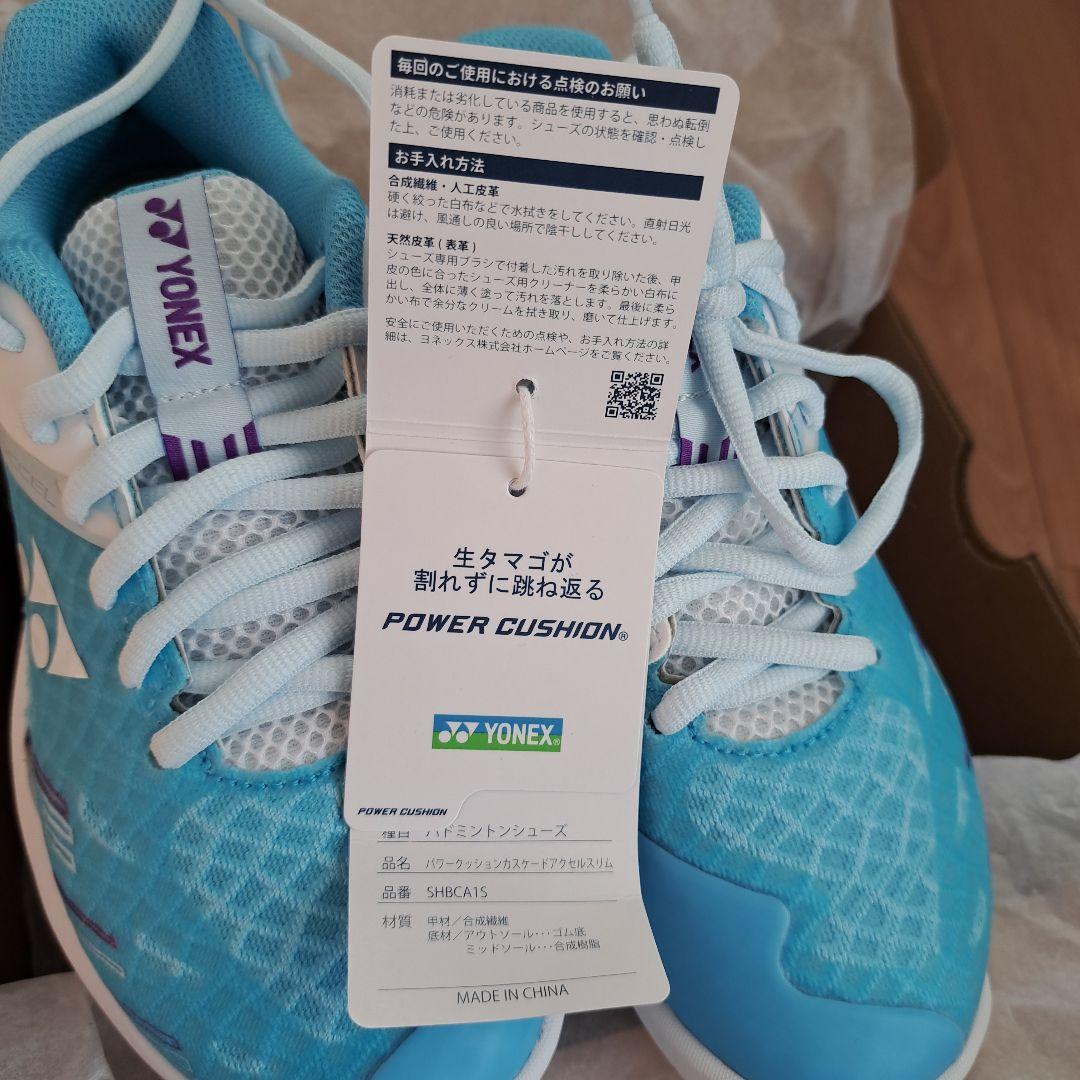 毎回のご使用における点検のお願い
消耗または劣化している商品を使用すると、思わぬ転倒
などの危険があります。シューズの状態を確認・点検し
た上、ご使用ください。
お手入れ方法
合成繊維・人工皮革
硬く絞った白布などで水拭きをしてください。直射日光
は避け、風通しの良い場所で陰干ししてください。
天然皮革(表革)
シューズ専用ブラシで付着した汚れを取り除いた後、甲
皮の色に合ったシューズ用クリーナーを柔らかい白布に
出し、全体に薄く塗って汚れを落とします。最後に柔ら
かい布で余分なクリームを拭き取り、磨いて仕上げます。
安全にご使用いただくための点検や、お手入れ方法の詳
細は、ヨネックス株式会社ホームページをご覧ください。
YONEX
生タマゴが
割れずに跳ね返る
POWER CUSHION®
YONEX®
POWER CUSHION
種目 バドミントンシューズ
品名 パワークッションカスケードアクセルスリム
品番 SHBCA1S
材質 甲材/合成繊維
底材/アウトソール･･･ゴム底
ミッドソール･･･合成樹脂
MADE IN CHINA